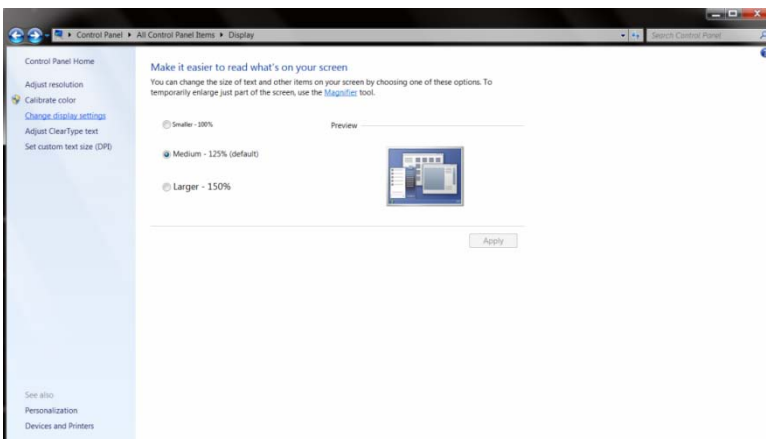 Control Panel ▸ All Control Panel Items ▸ Display
Search Control Panel
Control Panel Home
Adjust resolution
Calibrate color
Change display settings
Adjust ClearType text
Set custom text size (DPI)
Make it easier to read what's on your screen
You can change the size of text and other items on your screen by choosing one of these options. To
temporarily enlarge just part of the screen, use the Magnifier tool.
Smaller - 100%
Preview
Medium - 125% (default)
Larger - 150%
Apply
See also
Personalization
Devices and Printers